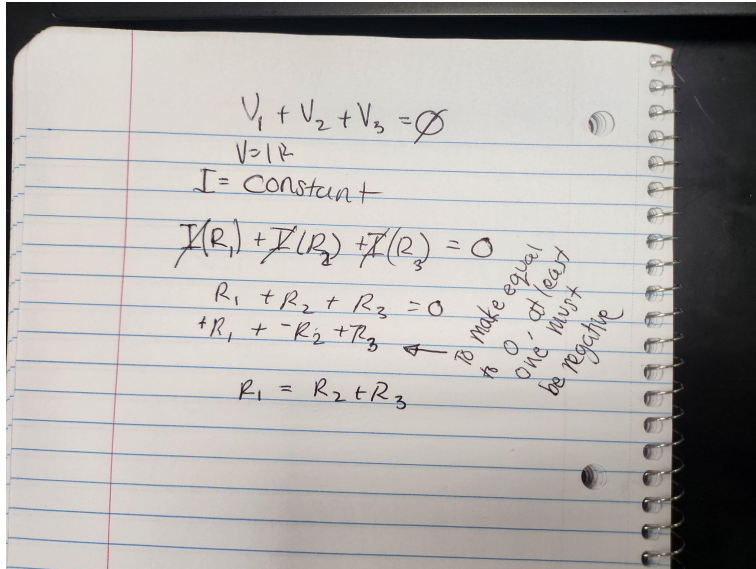 V₁ + V₂ + V₃ = ∅
V=IR
I = constant
I(R₁) + I(R₂) + I(R₃) = 0
R₁ + R₂ + R₃ = 0
+R₁ + -R₂ + -R₃ ←
To make equal
to 0, at least
one must
be negative
R₁ = R₂ + R₃